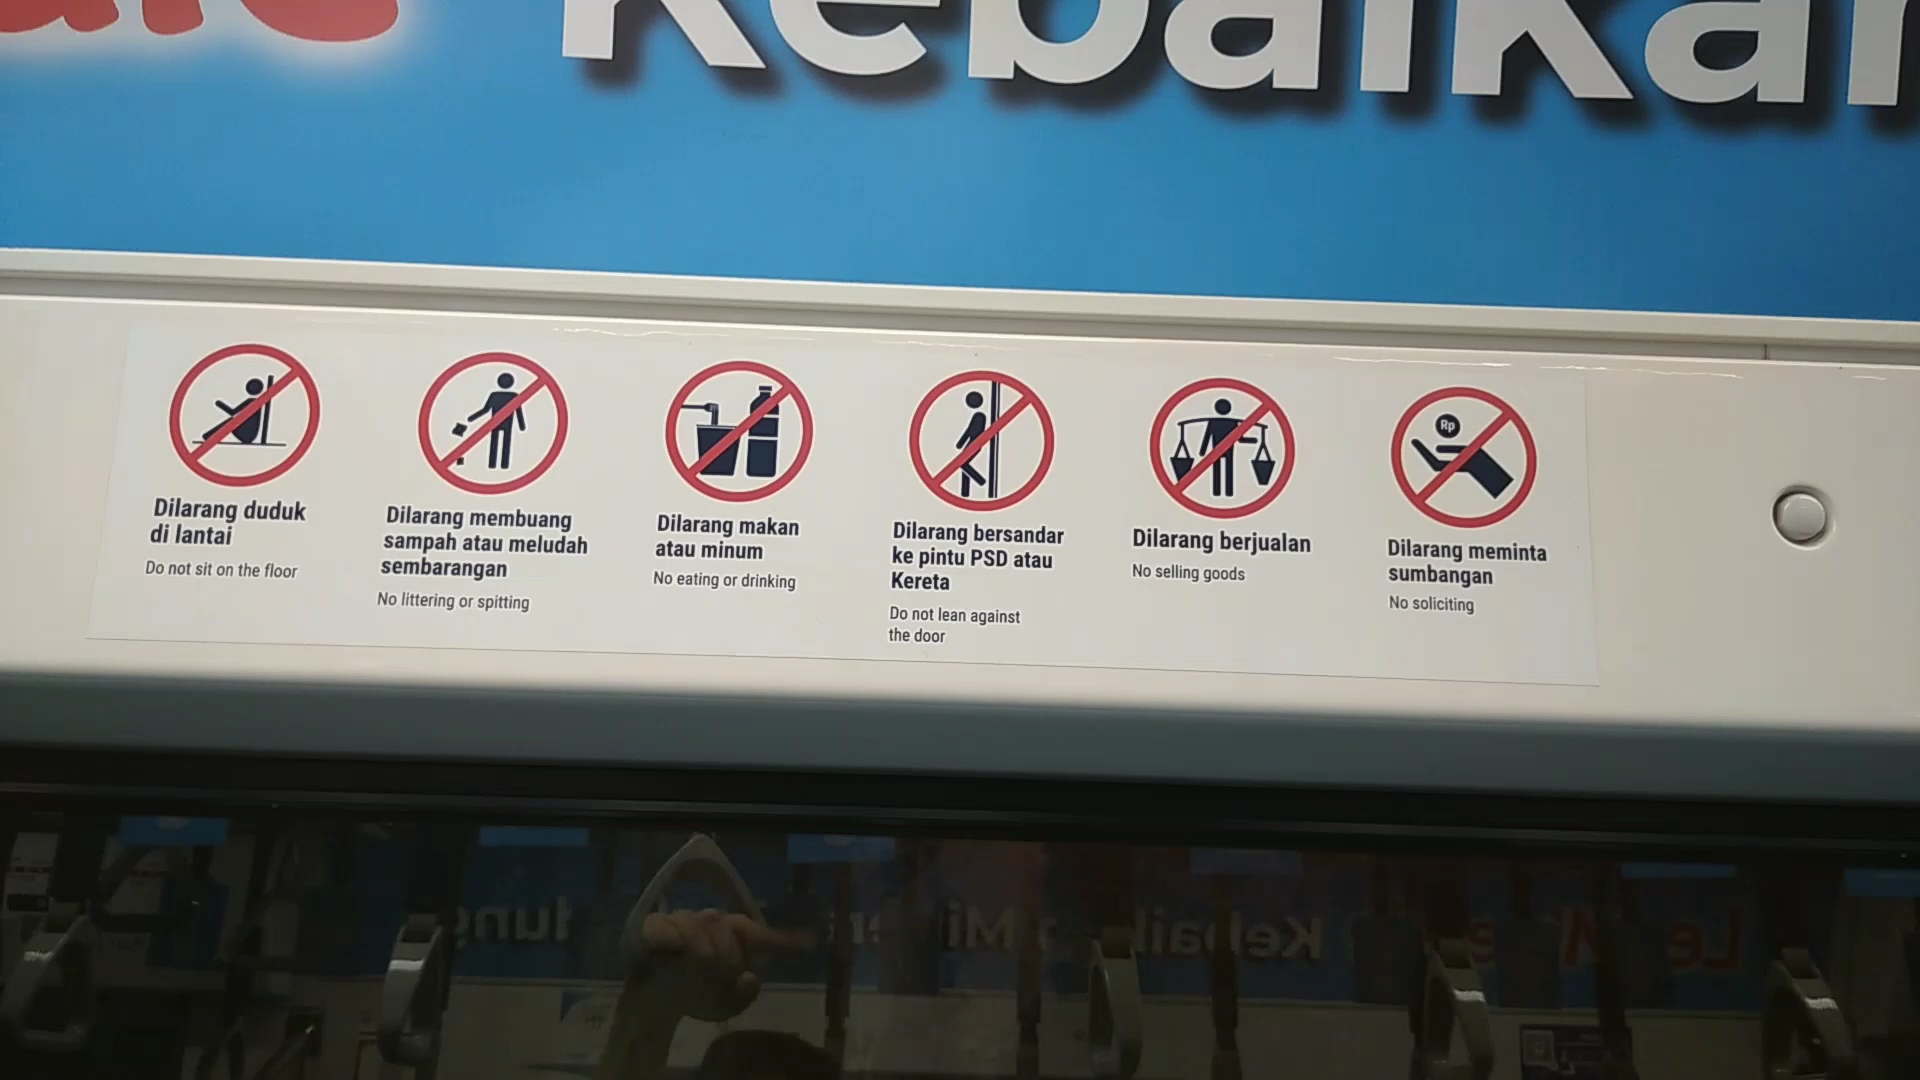 Kebaikan
Rp
Dilarang duduk
di lantai
Do not sit on the floor
Dilarang membuang
sampah atau meludah
sembarangan
No littering or spitting
Dilarang makan
atau minum
No eating or drinking
Dilarang bersandar
ke pintu PSD atau
Kereta
Do not lean against
the door
Dilarang berjualan
No selling goods
Dilarang meminta
sumbangan
No soliciting